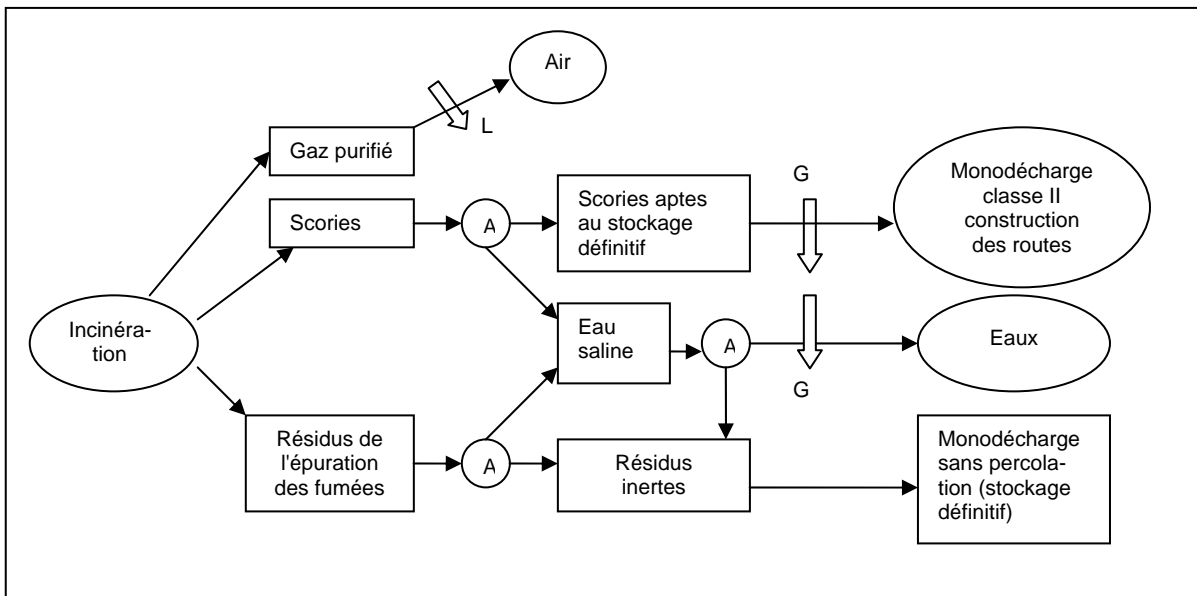 Air
L
Gaz purifié
G
Monodécharge
classe II
construction
des routes
Scories
A
Scories aptes
au stockage
définitif
Incinéra-
tion
Eau
saline
A
Eaux
G
Résidus de
l'épuration
des fumées
A
Résidus
inertes
Monodécharge
sans percola-
tion (stockage
définitif)